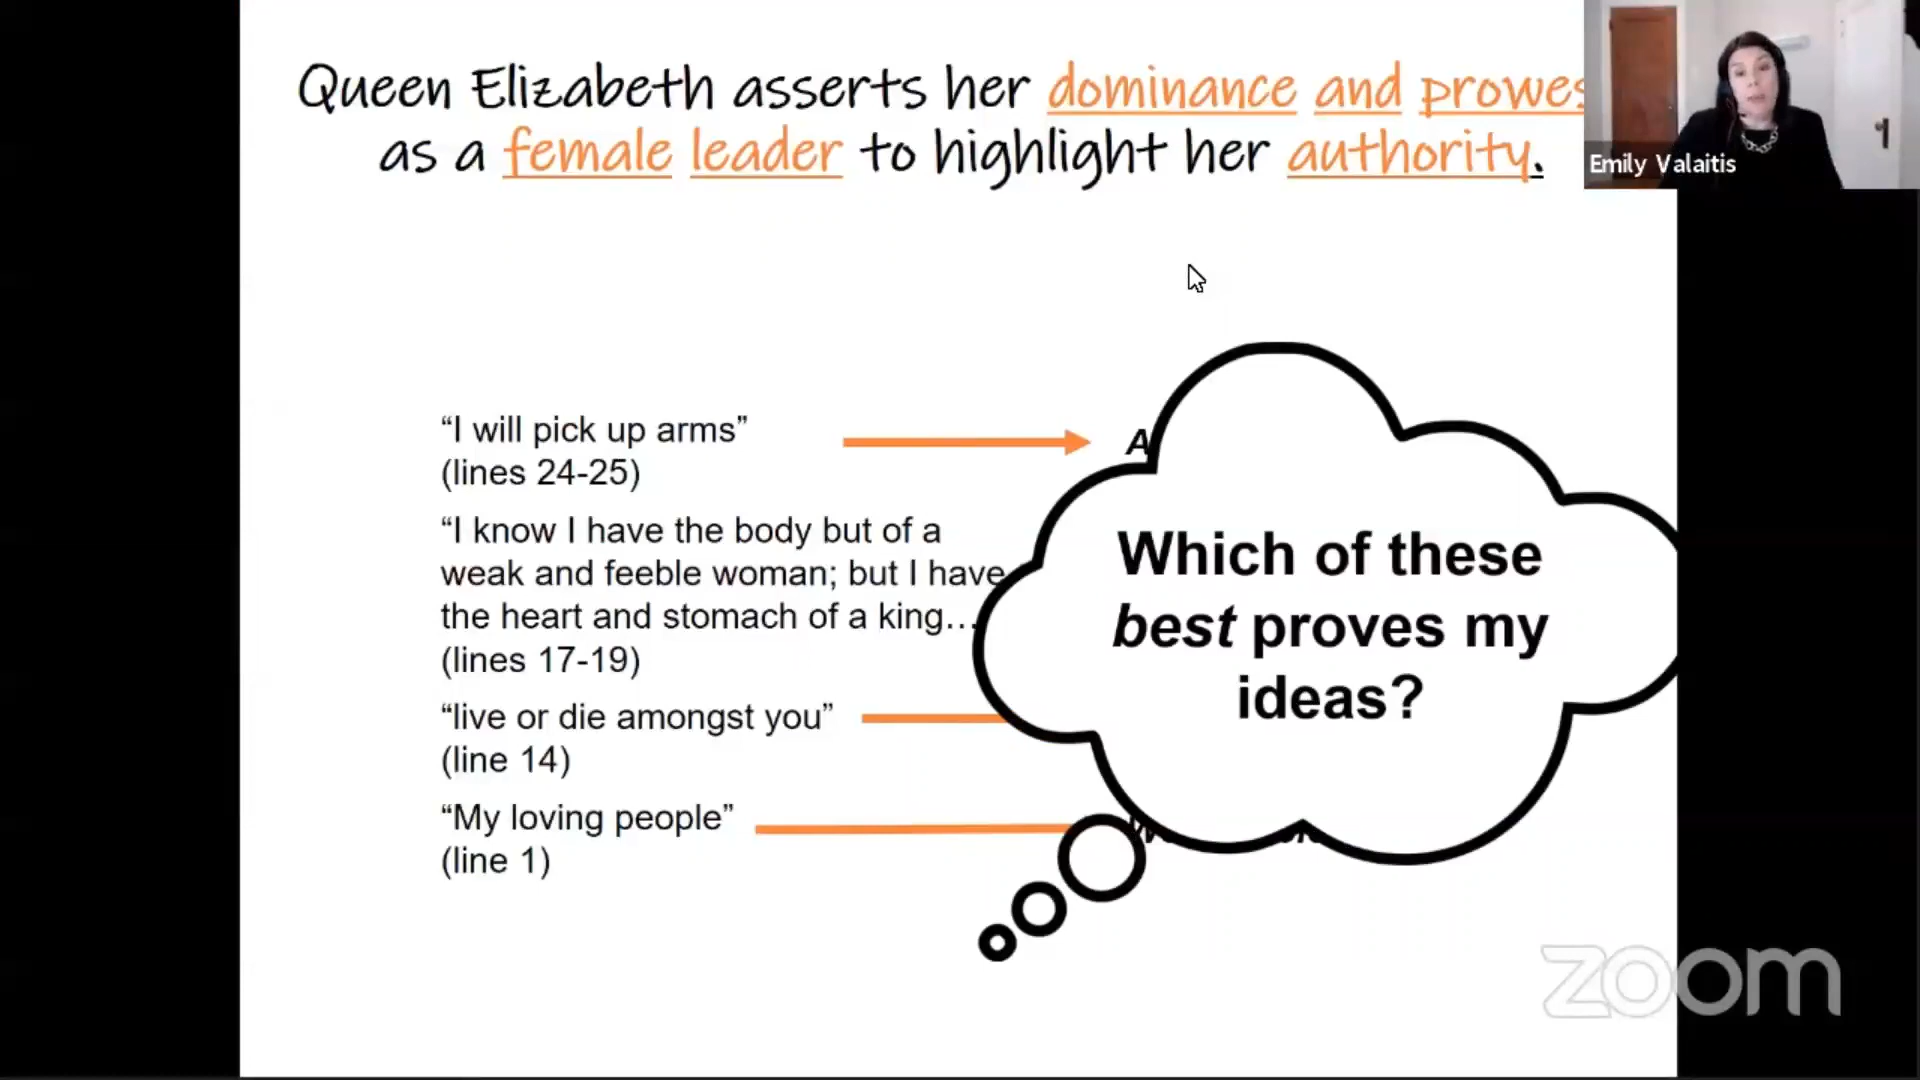 Queen Elizabeth asserts her dominance and
as a female leader to highlight her authority.
Emily Valaitis
“I will pick up arms”
(lines 24-25)
“I know I have the body but of a
weak and feeble woman; but I have
the heart and stomach of a king...
(lines 17-19)
“live or die amongst you”
(line 14)
“My loving people”
(line 1)
Which of these
best proves my
ideas?
zoom